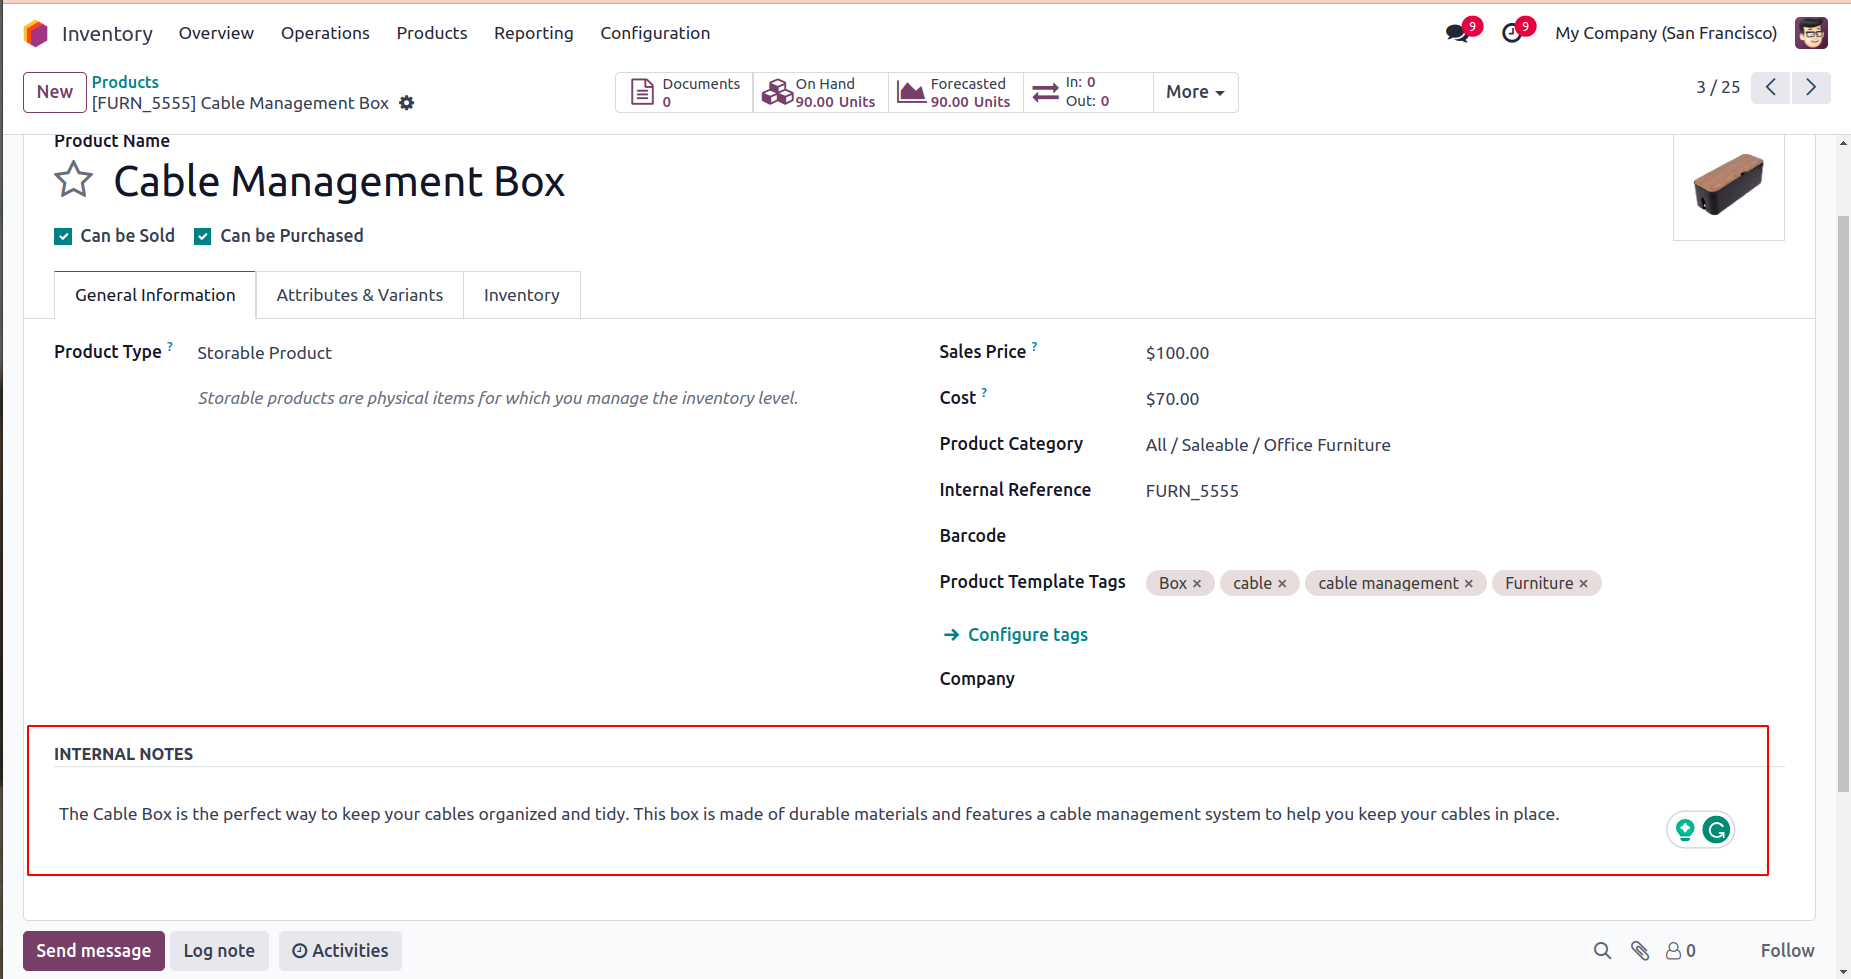 Inventory Overview Operations Products Reporting Configuration 9 9 My Company (San Francisco)
New Products Documents On Hand Forecasted In: 0 More 3 / 25
[FURN_5555] Cable Management Box 0 90.00 Units 90.00 Units Out: 0
Product Name
Cable Management Box
Can be Sold Can be Purchased
General Information Attributes & Variants Inventory
Product Type ? Storable Product Sales Price ? $100.00
Storable products are physical items for which you manage the inventory level. Cost ? $70.00
Product Category All / Saleable / Office Furniture
Internal Reference FURN_5555
Barcode
Product Template Tags Box × cable × cable management × Furniture ×
→ Configure tags
Company
INTERNAL NOTES
The Cable Box is the perfect way to keep your cables organized and tidy. This box is made of durable materials and features a cable management system to help you keep your cables in place.
Send message Log note Activities 0 Follow